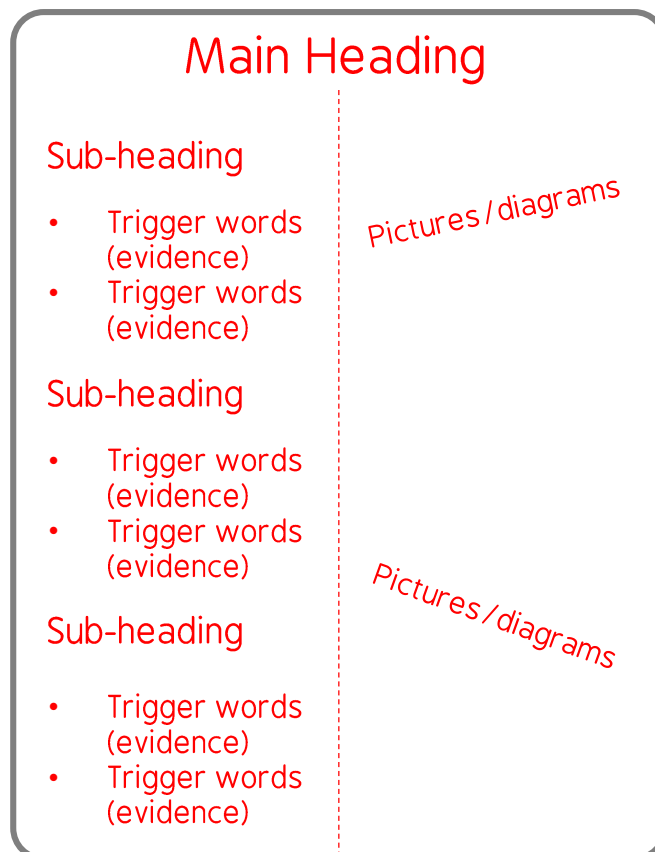 Main Heading
Sub-heading
• Trigger words
(evidence)
• Trigger words
(evidence)
Pictures/diagrams
Sub-heading
• Trigger words
(evidence)
• Trigger words
(evidence)
Pictures/diagrams
Sub-heading
• Trigger words
(evidence)
• Trigger words
(evidence)